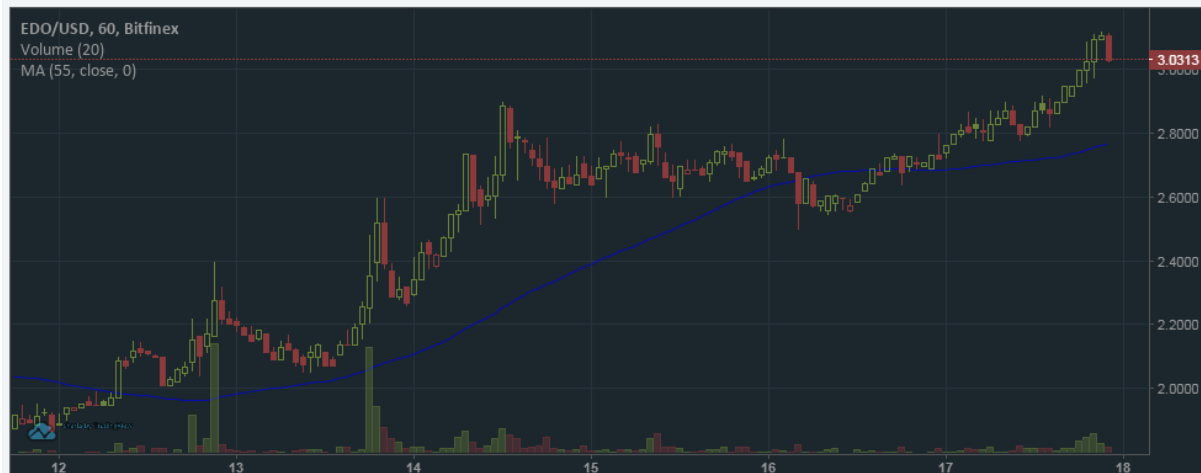 EDO/USD, 60, Bitfinex
Volume (20)
MA (55, close, 0)
3.0313
3.0000
2.8000
2.6000
2.4000
2.2000
2.0000
12 13 14 15 16 17 18